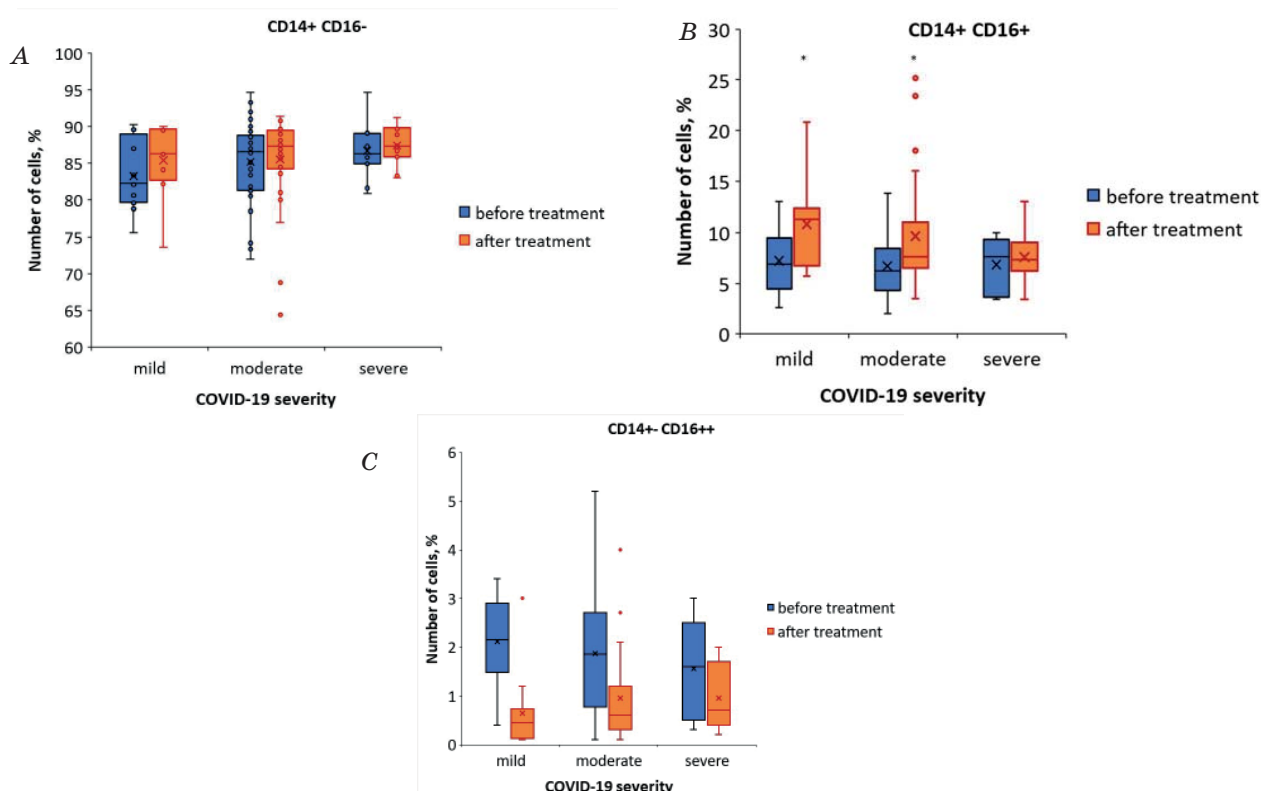 A
CD14+ CD16-
100
95
90
85
80
75
70
65
60
Number of cells, %
mild moderate severe
COVID-19 severity
before treatment
after treatment
B
CD14+ CD16+
30
25
20
15
10
5
0
Number of cells, %
* *
mild moderate severe
COVID-19 severity
before treatment
after treatment
C
CD14+- CD16++
6
5
4
3
2
1
0
Number of cells, %
mild moderate severe
COVID-19 severity
before treatment
after treatment